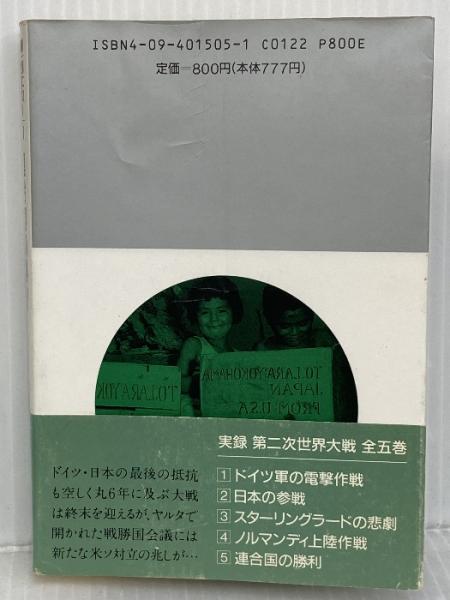 ISBN4-09-401505-1 C0122 P800E
定価=800円(本体777円)
TO.LARA.YOKOHAMA
JAPAN
FROM U.S.A
TO.LARA.YOK
実録 第二次世界大戦 全五巻
ドイツ・日本の最後の抵抗
も空しく丸6年に及ぶ大戦
は終末を迎えるが、ヤルタで
開かれた戦勝国会議には
新たな米ソ対立の兆しが…
1 ドイツ軍の電撃作戦
2 日本の参戦
3 スターリングラードの悲劇
4 ノルマンディ上陸作戦
5 連合国の勝利